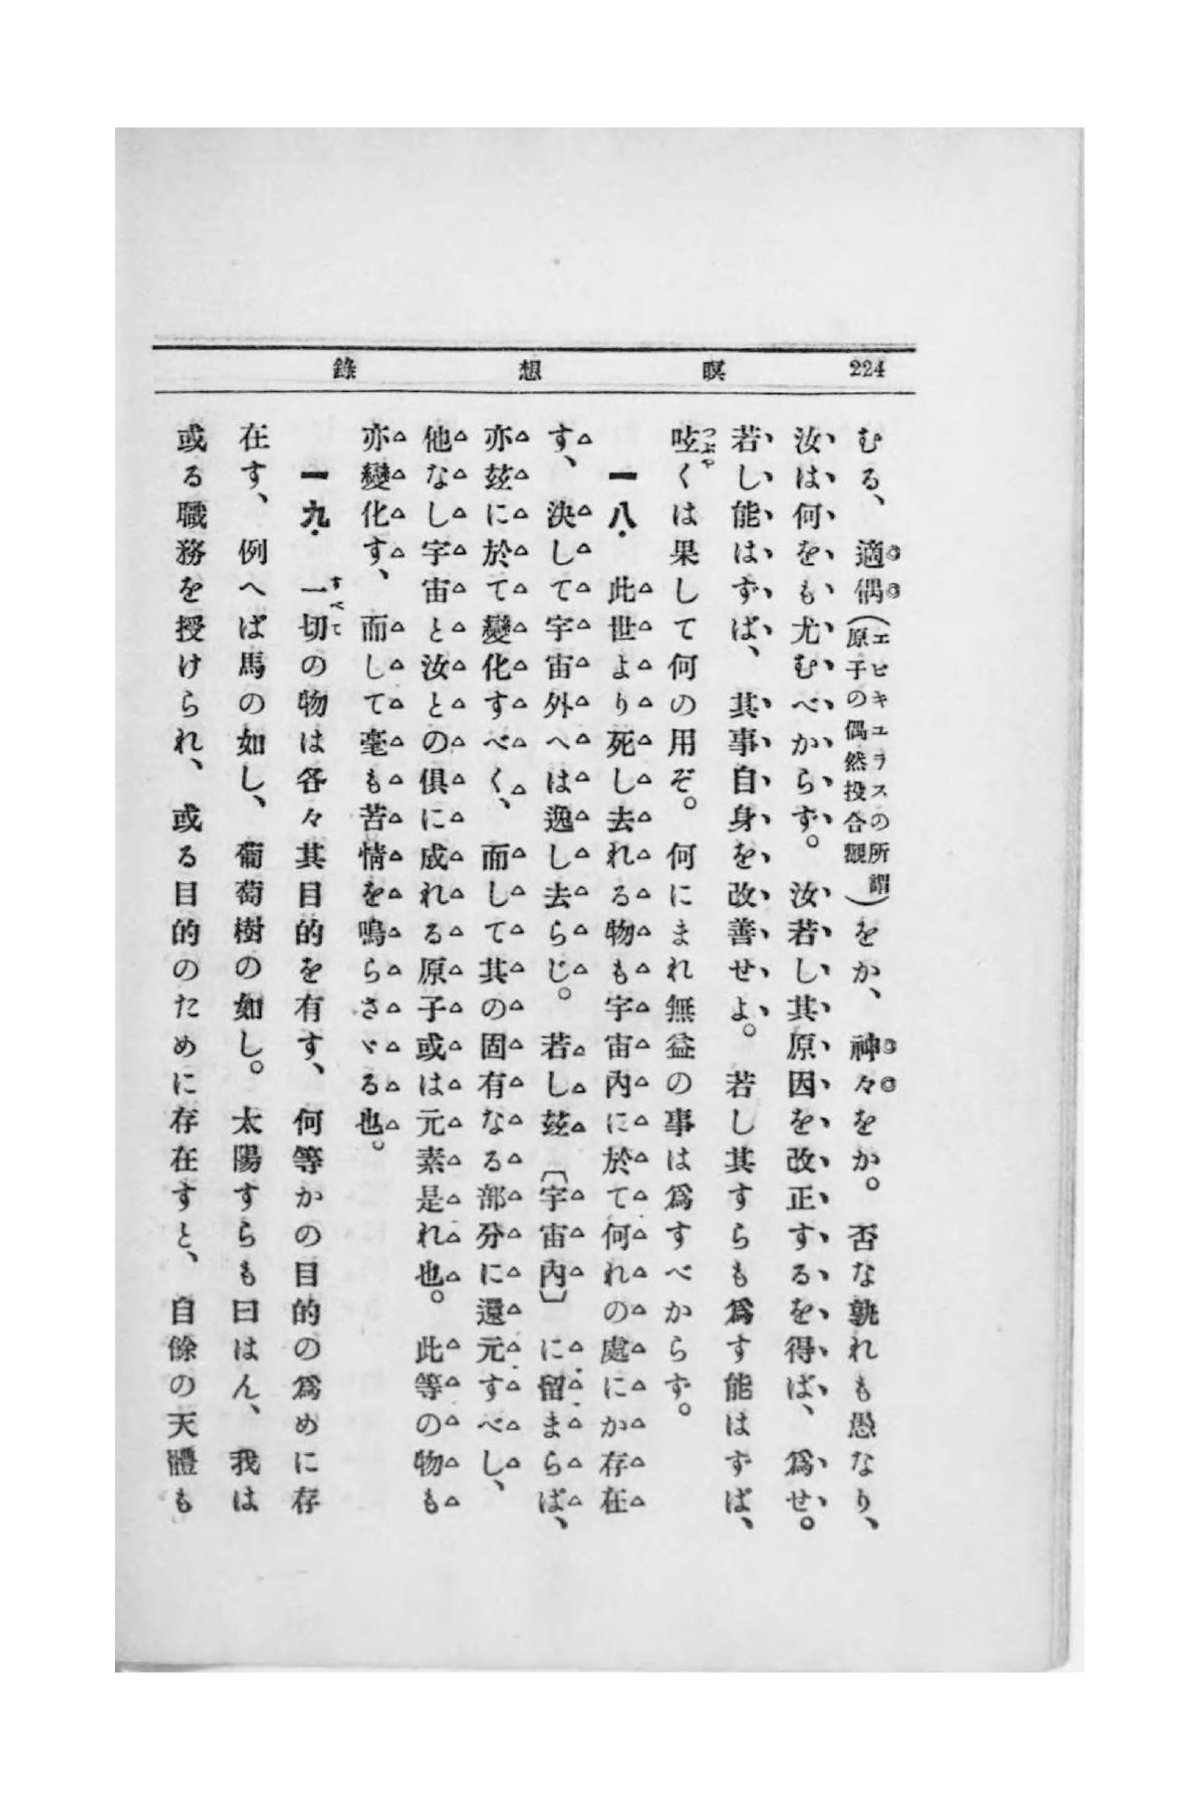 224
瞑想錄
むる、適偶(エピキユラスの所謂原子の偶然投合觀)をか、神々をか。否な孰れも愚なり、
汝は何をも尤むべからず。汝若し其原因を改正するを得ば、爲せ。
若し能はずば、其事自身を改善せよ。若し其すらも爲す能はずば、
呟くは果して何の用ぞ。何にまれ無益の事は爲すべからず。
一八・此世より死し去れる物も宇宙內に於て何れの處にか存在
す、決して宇宙外へは逸し去らじ。若し玆〔宇宙內〕に留まらば、
亦玆に於て變化すべく、而して其の固有なる部分に還元すべし、
他なし宇宙と汝との俱に成れる原子或は元素是れ也。此等の物も
亦變化す、而して毫も苦情を鳴らさゞる也。
一九・一切の物は各々其目的を有す、何等かの目的の爲めに存
在す、例へば馬の如し、葡萄樹の如し。太陽すらも曰はん、我は
或る職務を授けられ、或る目的のために存在すと、自餘の天體も